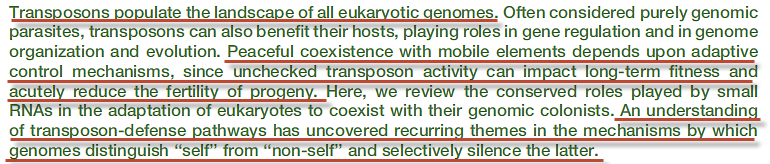 Transposons populate the landscape of all eukaryotic genomes. Often considered purely genomic
parasites, transposons can also benefit their hosts, playing roles in gene regulation and in genome
organization and evolution. Peaceful coexistence with mobile elements depends upon adaptive
control mechanisms, since unchecked transposon activity can impact long-term fitness and
acutely reduce the fertility of progeny. Here, we review the conserved roles played by small
RNAs in the adaptation of eukaryotes to coexist with their genomic colonists. An understanding
of transposon-defense pathways has uncovered recurring themes in the mechanisms by which
genomes distinguish “self” from “non-self” and selectively silence the latter.